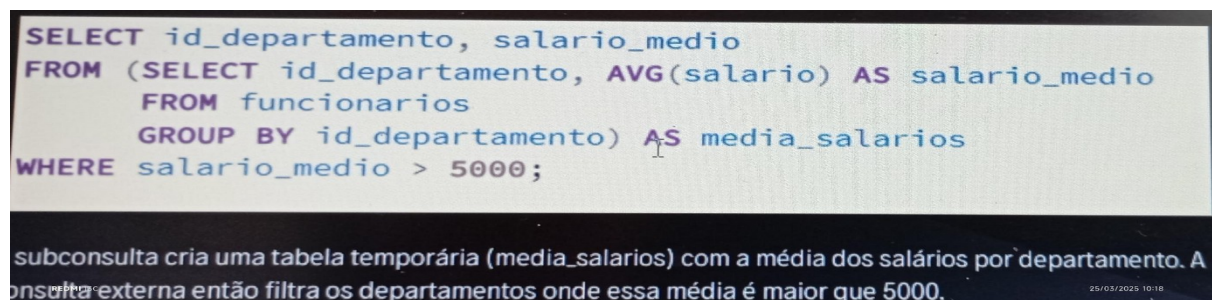 SELECT id_departamento, salario_medio
FROM (SELECT id_departamento, AVG(salario) AS salario_medio
FROM funcionarios
GROUP BY id_departamento) AS media_salarios
WHERE salario_medio > 5000;
subconsulta cria uma tabela temporária (media_salarios) com a média dos salários por departamento. A
onsulta externa então filtra os departamentos onde essa média é maior que 5000.
25/03/2025 10:18